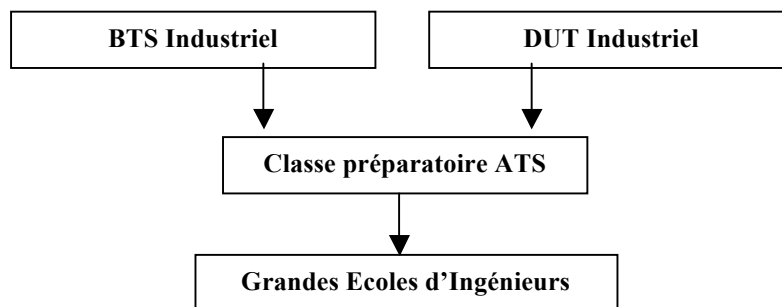 BTS Industriel
DUT Industriel
Classe préparatoire ATS
Grandes Ecoles d’Ingénieurs